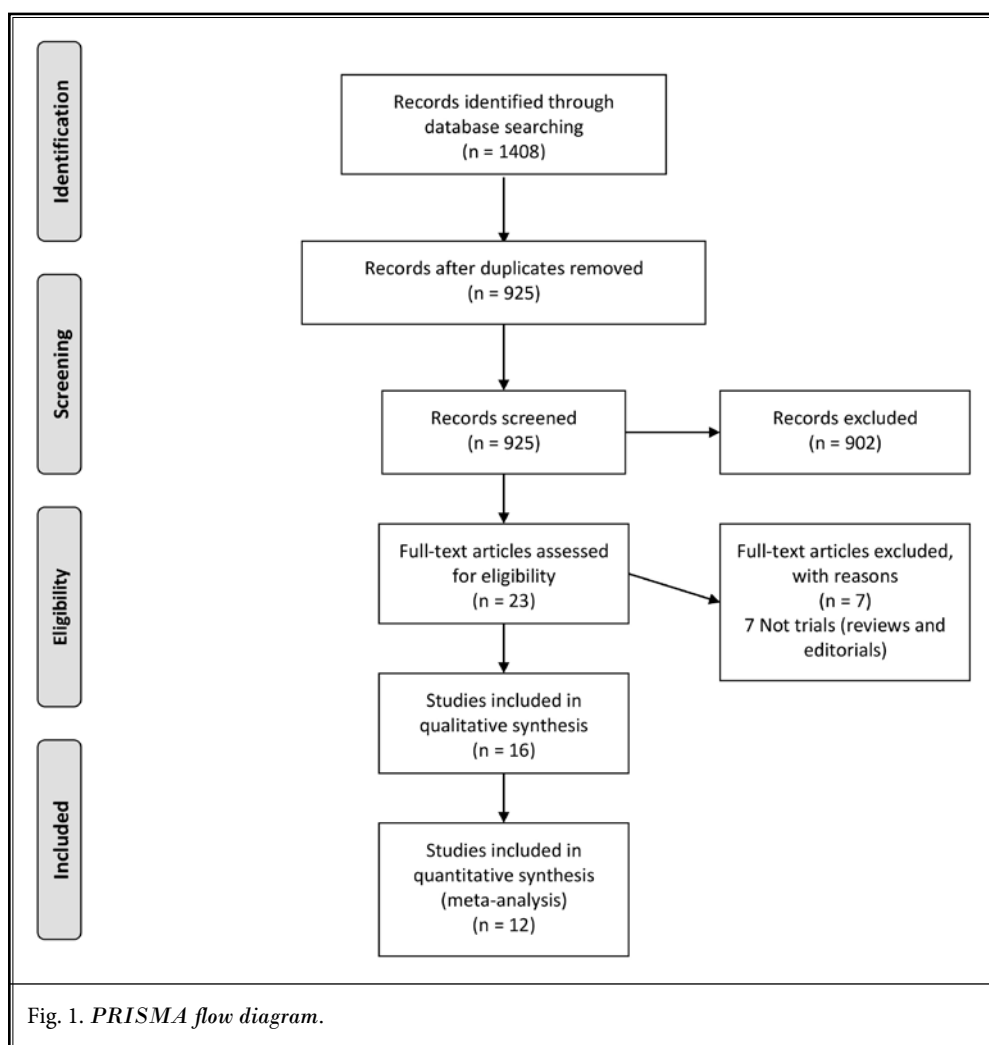 Identification
Records identified through
database searching
(n = 1408)
Records after duplicates removed
(n = 925)
Screening
Records screened
(n = 925)
Records excluded
(n = 902)
Eligibility
Full-text articles assessed
for eligibility
(n = 23)
Full-text articles excluded,
with reasons
(n = 7)
7 Not trials (reviews and
editorials)
Studies included in
qualitative synthesis
(n = 16)
Included
Studies included in
quantitative synthesis
(meta-analysis)
(n = 12)
Fig. 1. PRISMA flow diagram.